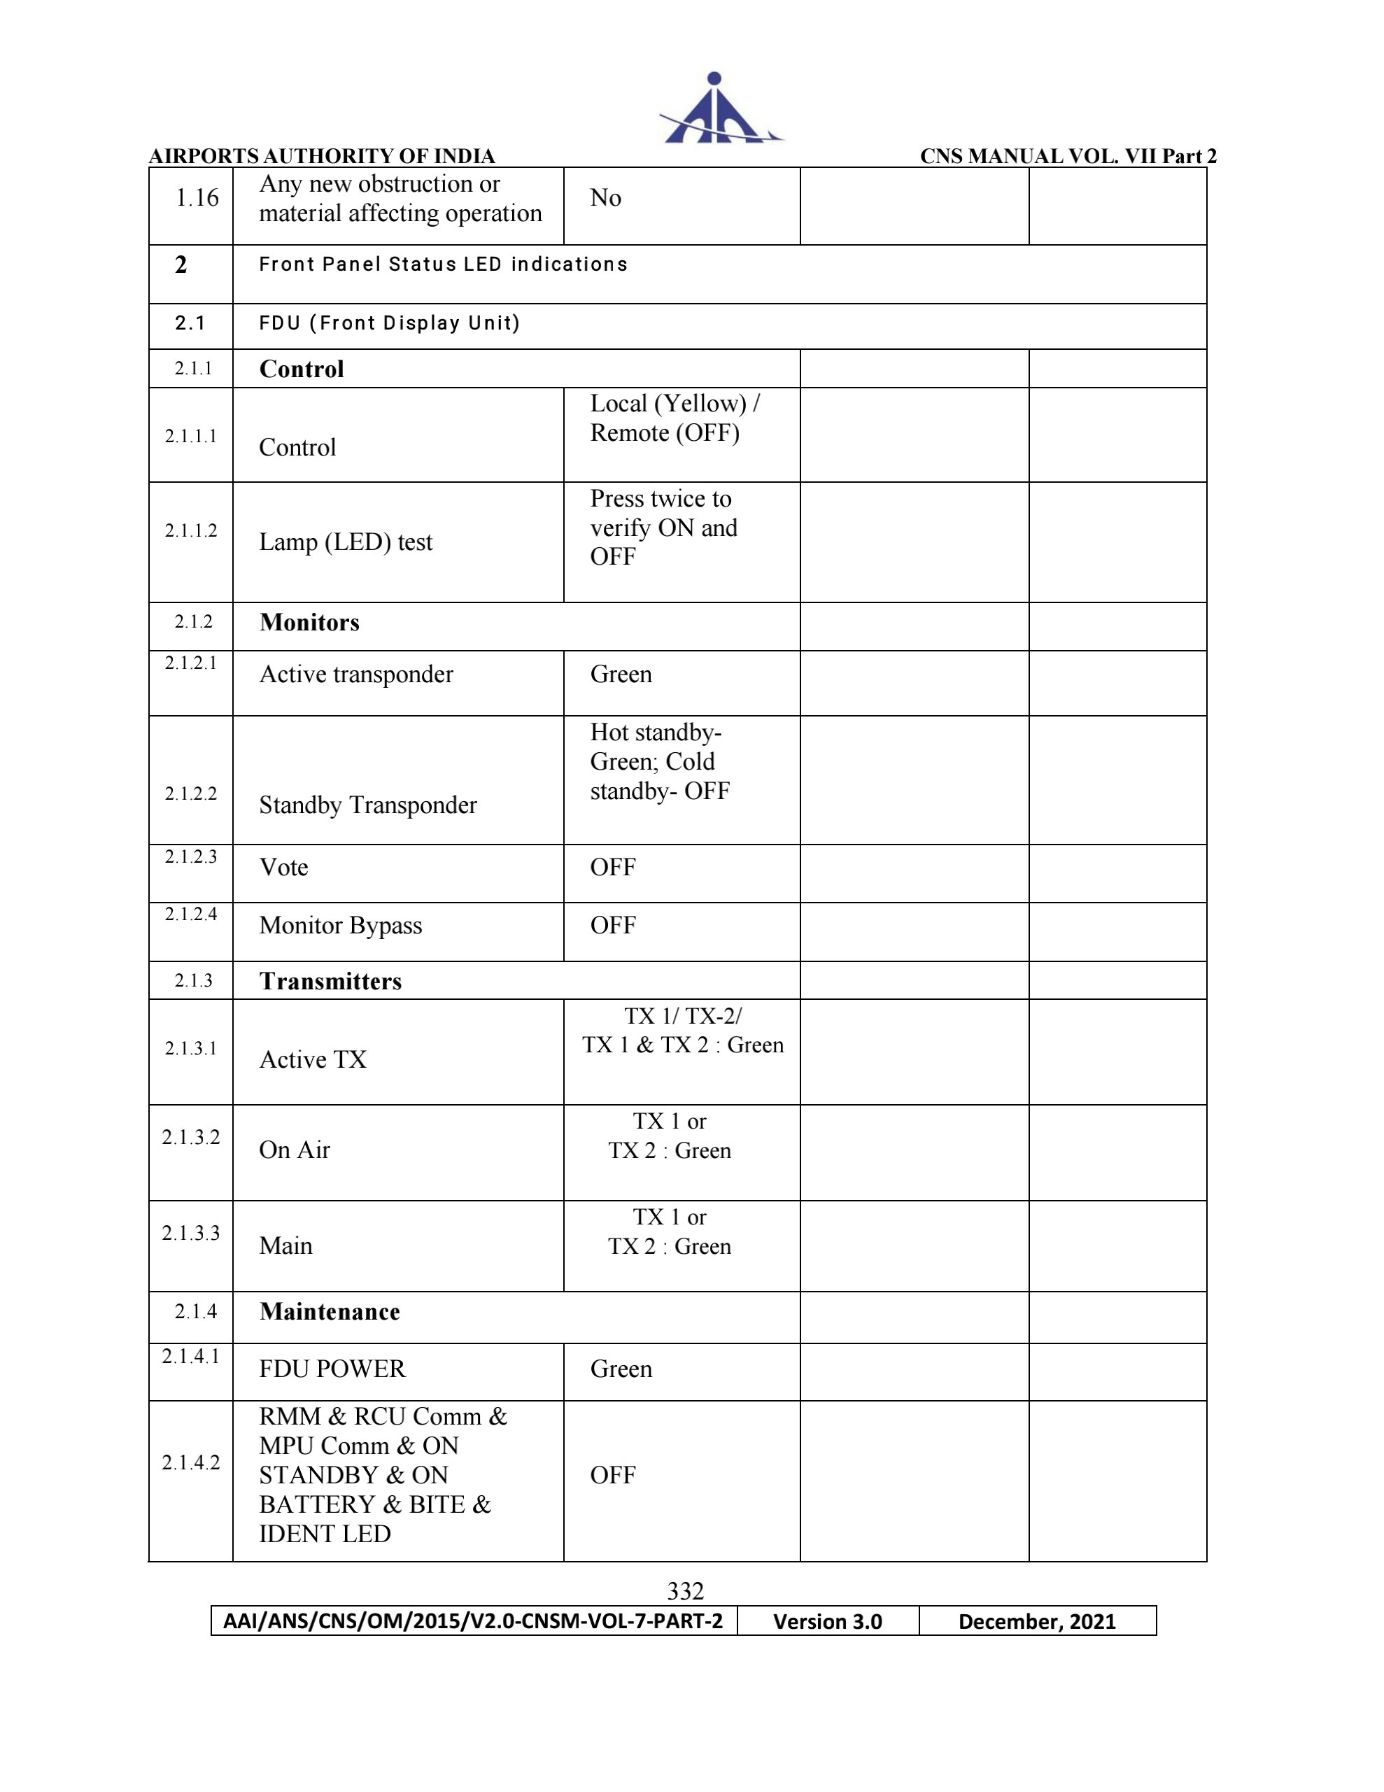 AIRPORTS AUTHORITY OF INDIA CNS MANUAL VOL. VII Part 2
1.16 Any new obstruction or
material affecting operation No
2 Front Panel Status LED indications
2.1 FDU (Front Display Unit)
2.1.1 Control
2.1.1.1 Control Local (Yellow) /
Remote (OFF)
2.1.1.2 Lamp (LED) test Press twice to
verify ON and
OFF
2.1.2 Monitors
2.1.2.1 Active transponder Green
2.1.2.2 Standby Transponder Hot standby-
Green; Cold
standby- OFF
2.1.2.3 Vote OFF
2.1.2.4 Monitor Bypass OFF
2.1.3 Transmitters
2.1.3.1 Active TX TX 1/ TX-2/
TX 1 & TX 2 : Green
2.1.3.2 On Air TX 1 or
TX 2 : Green
2.1.3.3 Main TX 1 or
TX 2 : Green
2.1.4 Maintenance
2.1.4.1 FDU POWER Green
2.1.4.2 RMM & RCU Comm &
MPU Comm & ON
STANDBY & ON
BATTERY & BITE &
IDENT LED OFF
332
AAI/ANS/CNS/OM/2015/V2.0-CNSM-VOL-7-PART-2 Version 3.0 December, 2021